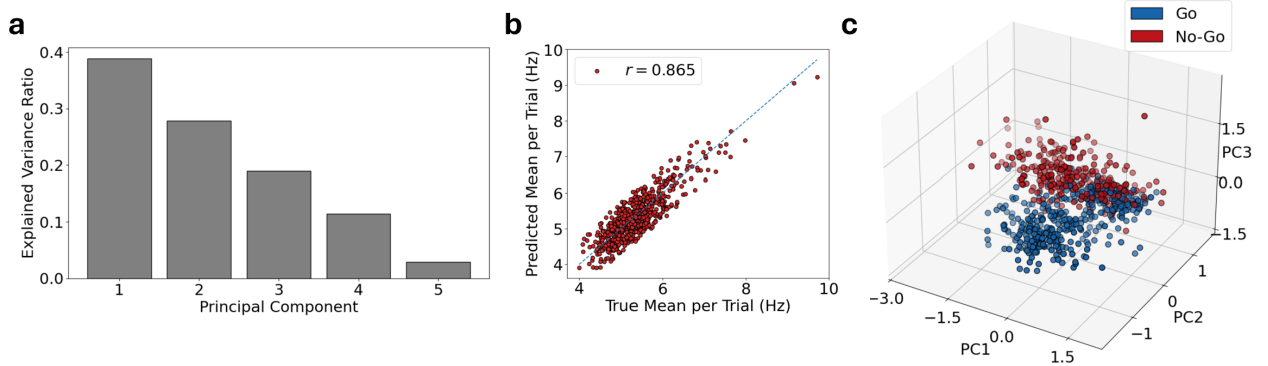 a
Explained Variance Ratio
0.4
0.3
0.2
0.1
0.0
1 2 3 4 5
Principal Component
b
Predicted Mean per Trial (Hz)
10
9
8
7
6
5
4
r = 0.865
4 6 8 10
True Mean per Trial (Hz)
c
Go
No-Go
1.5
PC3
0.0
−1.5
1
0
PC2
−1
−3.0
−1.5
0.0
PC1
1.5